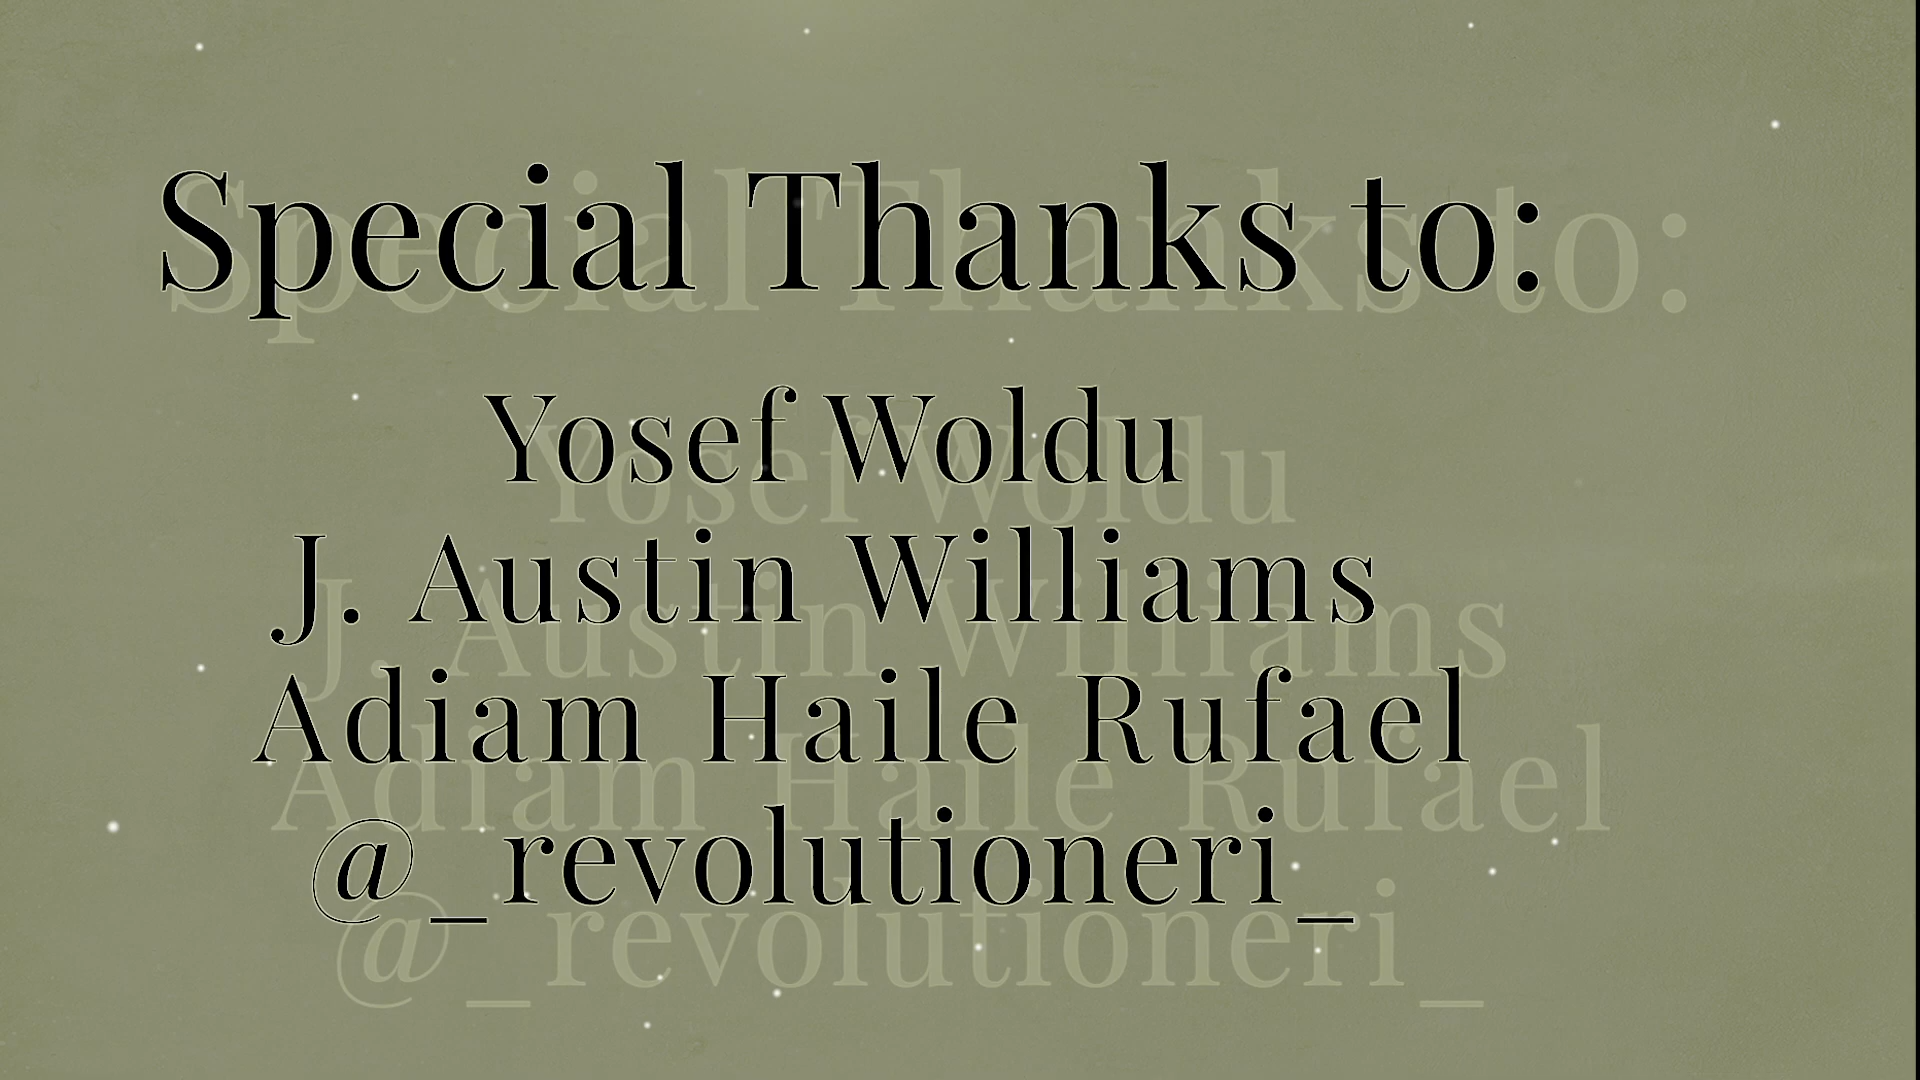 Special Thanks to:
Yosef Woldu
J. Austin Williams
Adiam Haile Rufael
@_revolutioneri_